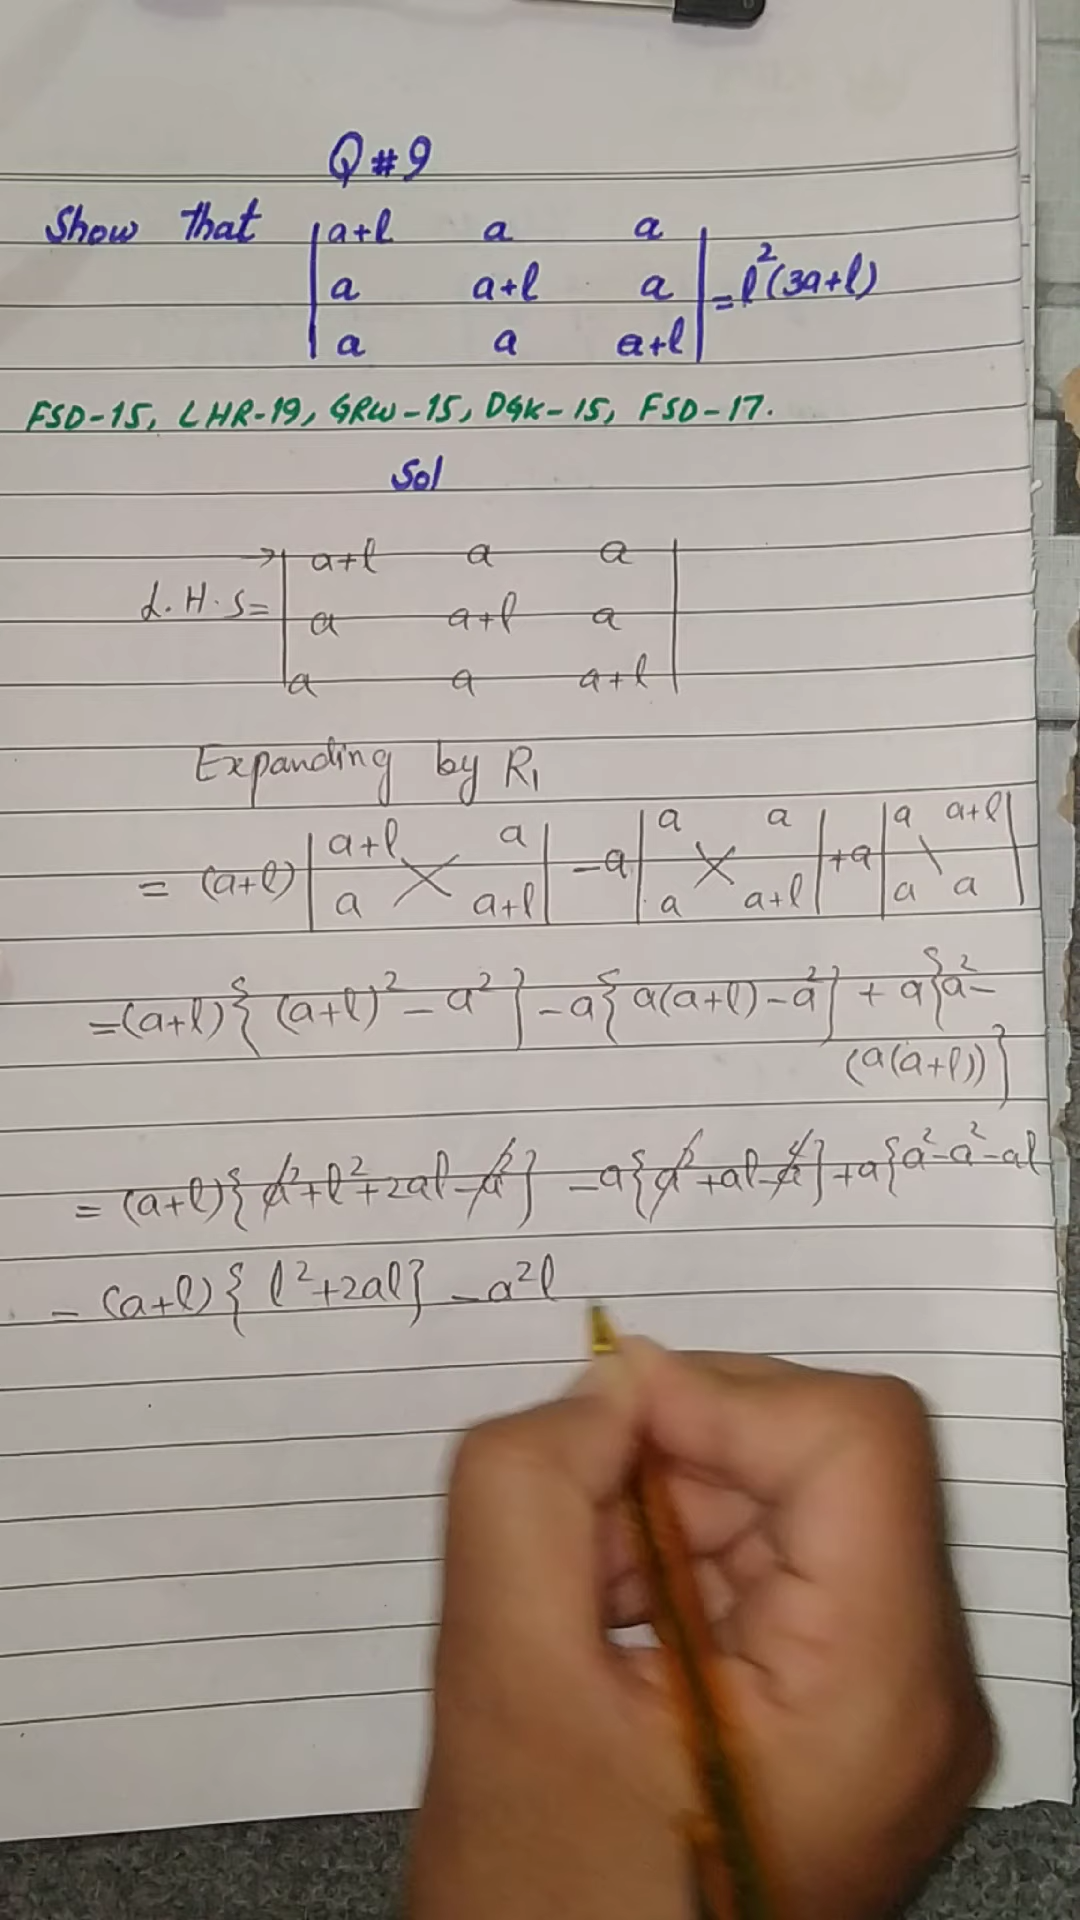 Q#9
Show That |a+l a a|
|a a+l a| = l²(3a+l)
|a a a+l|
FSD-15, LHR-19, GRW-15, DGK-15, FSD-17.
Sol
|a+l a a|
L.H.S= |a a+l a|
|a a a+l|
Expanding by R₁
= (a+l) |a+l a| -a |a a| +a |a a+l|
|a a+l| |a a+l| |a a|
=(a+l){(a+l)²-a²} -a{a(a+l)-a²} + a{a²-
(a(a+l))}
= (a+l){a²+l²+2al-a²} -a{a²+al-a²}+a{a²-a²-al
- (a+l){l²+2al} -a²l